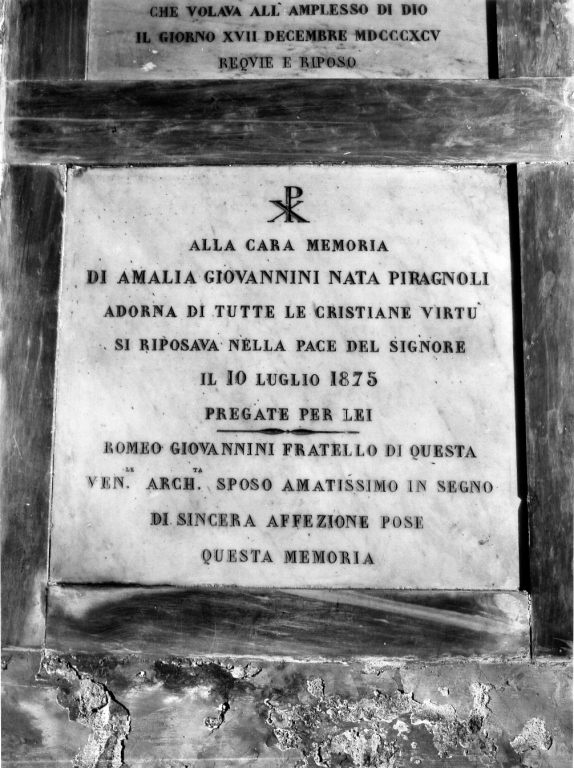 CHE VOLAVA ALL' AMPLESSO DI DIO
IL GIORNO XVII DECEMBRE MDCCCXCV
REQVIE E RIPOSO
ALLA CARA MEMORIA
DI AMALIA GIOVANNINI NATA PIRAGNOLI
ADORNA DI TUTTE LE CRISTIANE VIRTU'
SI RIPOSAVA NELLA PACE DEL SIGNORE
IL 10 LUGLIO 1875
PREGATE PER LEI
ROMEO GIOVANNINI FRATELLO DI QUESTA
VEN.LE ARCH.TA SPOSO AMATISSIMO IN SEGNO
DI SINCERA AFFEZIONE POSE
QUESTA MEMORIA